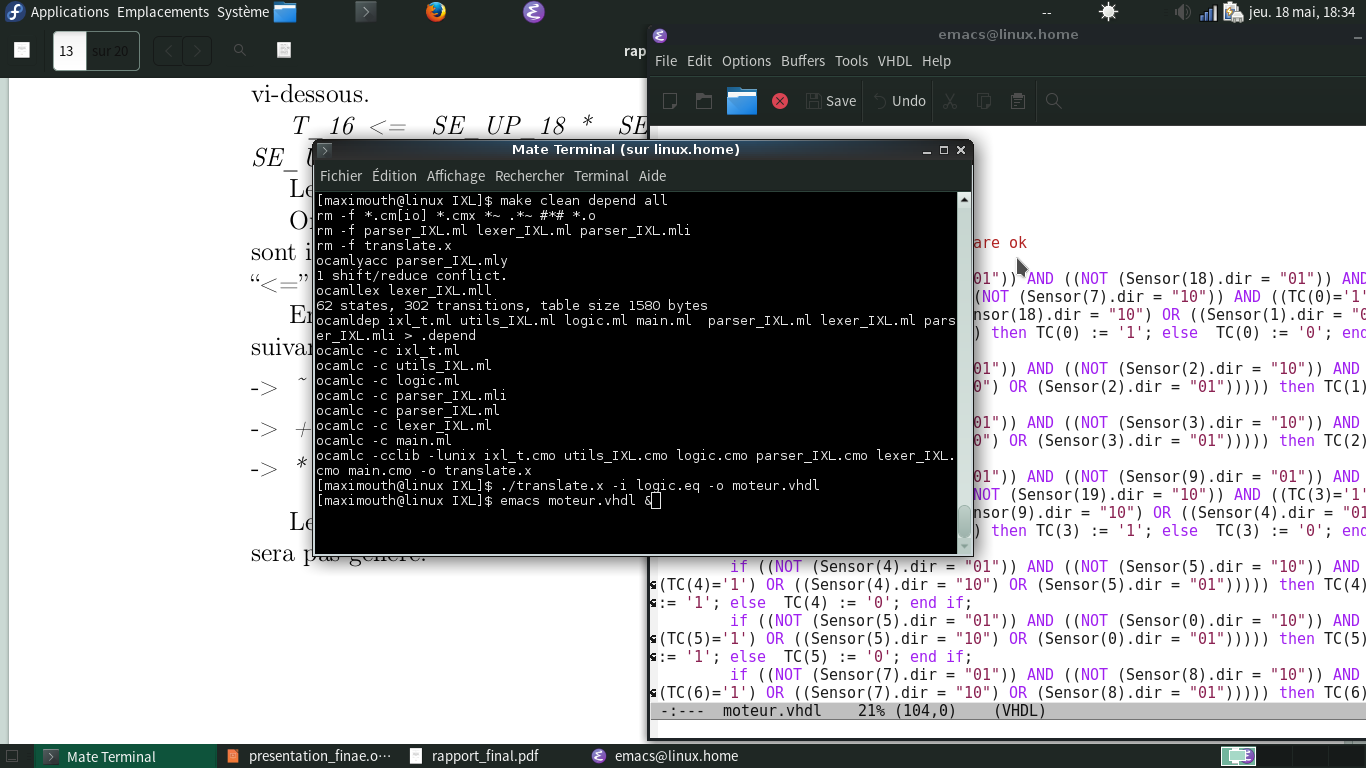 Applications Emplacements Système
-- jeu. 18 mai, 18:34
13 sur 20
rap
emacs@linux.home
File Edit Options Buffers Tools VHDL Help
Save Undo
vi-dessous.
T_16 <= SE_UP_18 * SE
SE_
Le
sont i
“<=”
suivan
-> ~
-> +
-> *
Le
sera pas généré.
Mate Terminal (sur linux.home)
Fichier Édition Affichage Rechercher Terminal Aide
[maximouth@linux IXL]$ make clean depend all
rm -f *.cm[io] *.cmx *~ .*~ #*# *.o
rm -f parser_IXL.ml lexer_IXL.ml parser_IXL.mli
rm -f translate.x
ocamlyacc parser_IXL.mly
1 shift/reduce conflict.
ocamllex lexer_IXL.mll
62 states, 302 transitions, table size 1580 bytes
ocamldep ixl_t.ml utils_IXL.ml logic.ml main.ml  parser_IXL.ml lexer_IXL.ml pars
er_IXL.mli > .depend
ocamlc -c ixl_t.ml
ocamlc -c utils_IXL.ml
ocamlc -c logic.ml
ocamlc -c parser_IXL.mli
ocamlc -c parser_IXL.ml
ocamlc -c lexer_IXL.ml
ocamlc -c main.ml
ocamlc -cclib -lunix ixl_t.cmo utils_IXL.cmo logic.cmo parser_IXL.cmo lexer_IXL.
cmo main.cmo -o translate.x
[maximouth@linux IXL]$ ./translate.x -i logic.eq -o moteur.vhdl
[maximouth@linux IXL]$ emacs moteur.vhdl &
are ok
01")) AND ((NOT (Sensor(18).dir = "01")) AND
(NOT (Sensor(7).dir = "10")) AND ((TC(0)='1'
nsor(18).dir = "10") OR ((Sensor(1).dir = "0
) then TC(0) := '1'; else  TC(0) := '0'; end
01")) AND ((NOT (Sensor(2).dir = "10")) AND
0") OR (Sensor(2).dir = "01"))))) then TC(1)
01")) AND ((NOT (Sensor(3).dir = "10")) AND
0") OR (Sensor(3).dir = "01"))))) then TC(2)
01")) AND ((NOT (Sensor(9).dir = "01")) AND
NOT (Sensor(19).dir = "10")) AND ((TC(3)='1'
nsor(9).dir = "10") OR ((Sensor(4).dir = "01
) then TC(3) := '1'; else  TC(3) := '0'; end
if ((NOT (Sensor(4).dir = "01")) AND ((NOT (Sensor(5).dir = "10")) AND
(TC(4)='1') OR ((Sensor(4).dir = "10") OR (Sensor(5).dir = "01"))))) then TC(4)
:= '1'; else  TC(4) := '0'; end if;
if ((NOT (Sensor(5).dir = "01")) AND ((NOT (Sensor(0).dir = "10")) AND
(TC(5)='1') OR ((Sensor(5).dir = "10") OR (Sensor(0).dir = "01"))))) then TC(5)
:= '1'; else  TC(5) := '0'; end if;
if ((NOT (Sensor(7).dir = "01")) AND ((NOT (Sensor(8).dir = "10")) AND
(TC(6)='1') OR ((Sensor(7).dir = "10") OR (Sensor(8).dir = "01"))))) then TC(6)
-:---  moteur.vhdl    21% (104,0)    (VHDL)
Mate Terminal
presentation_finae.o…
rapport_final.pdf
emacs@linux.home